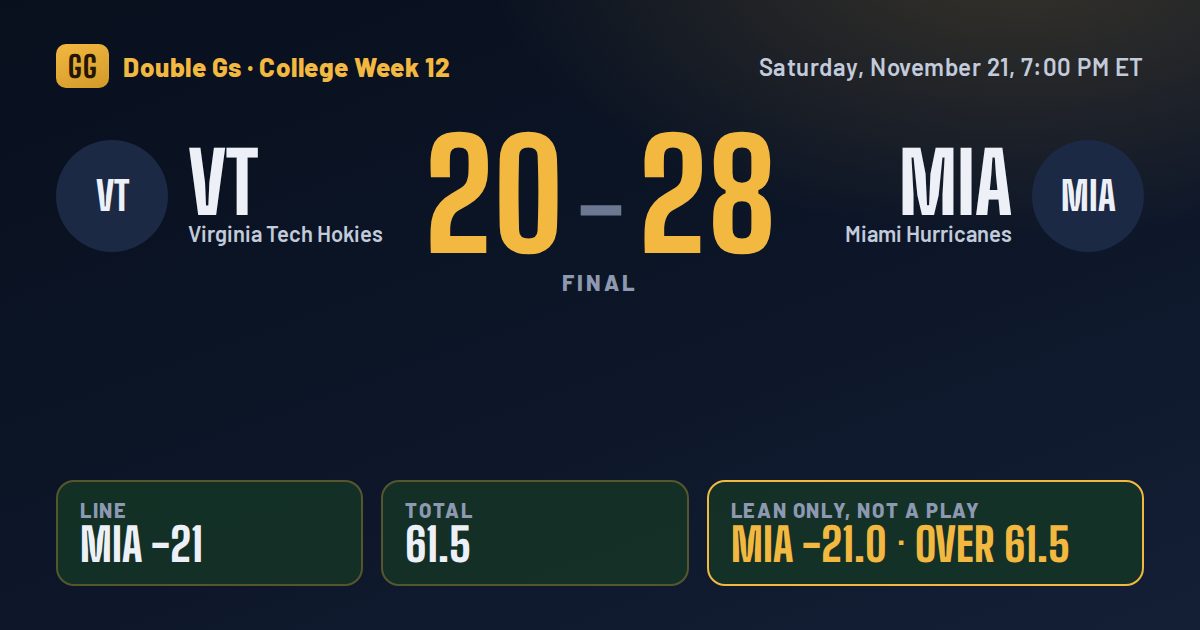 GG Double Gs · College Week 12
Saturday, November 21, 7:00 PM ET
VT
VT
Virginia Tech Hokies
20 – 28
FINAL
MIA
Miami Hurricanes
MIA
LINE
MIA −21
TOTAL
61.5
LEAN ONLY, NOT A PLAY
MIA −21.0 · OVER 61.5